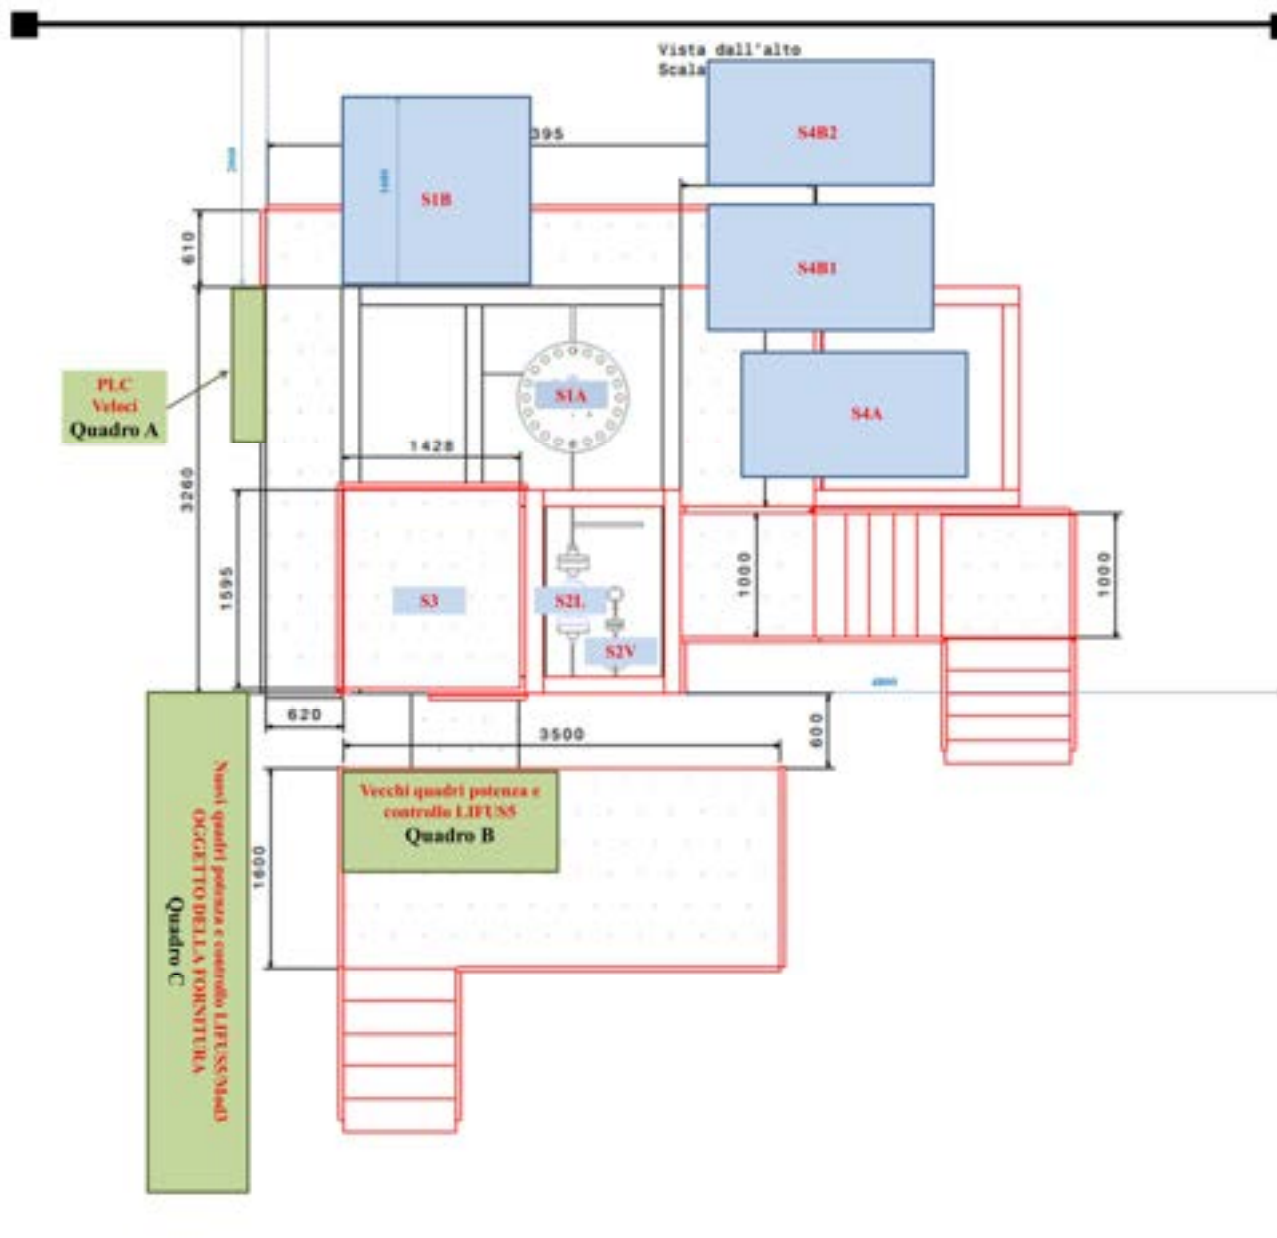 Vista dall'alto
Scala
S4B2
395
S1B
S4B1
610
PLC
Veloci
Quadro A
S1A
S4A
1428
3260
1595
S3
S2L
S2V
1000
1000
4000
620
3500
600
Vecchi quadri potenza e
controllo LIFUS5
Quadro B
1600
Nuovi quadri potenza e controllo LIFUS5/Mod3
OGGETTO DELLA FORNITURA
Quadro C